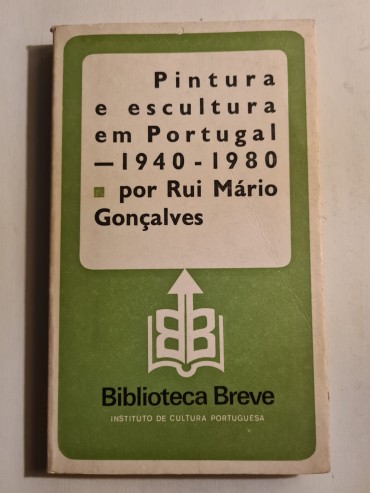 Pintura
e escultura
em Portugal
—1940-1980
por Rui Mário
Gonçalves
BB
Biblioteca Breve
INSTITUTO DE CULTURA PORTUGUESA